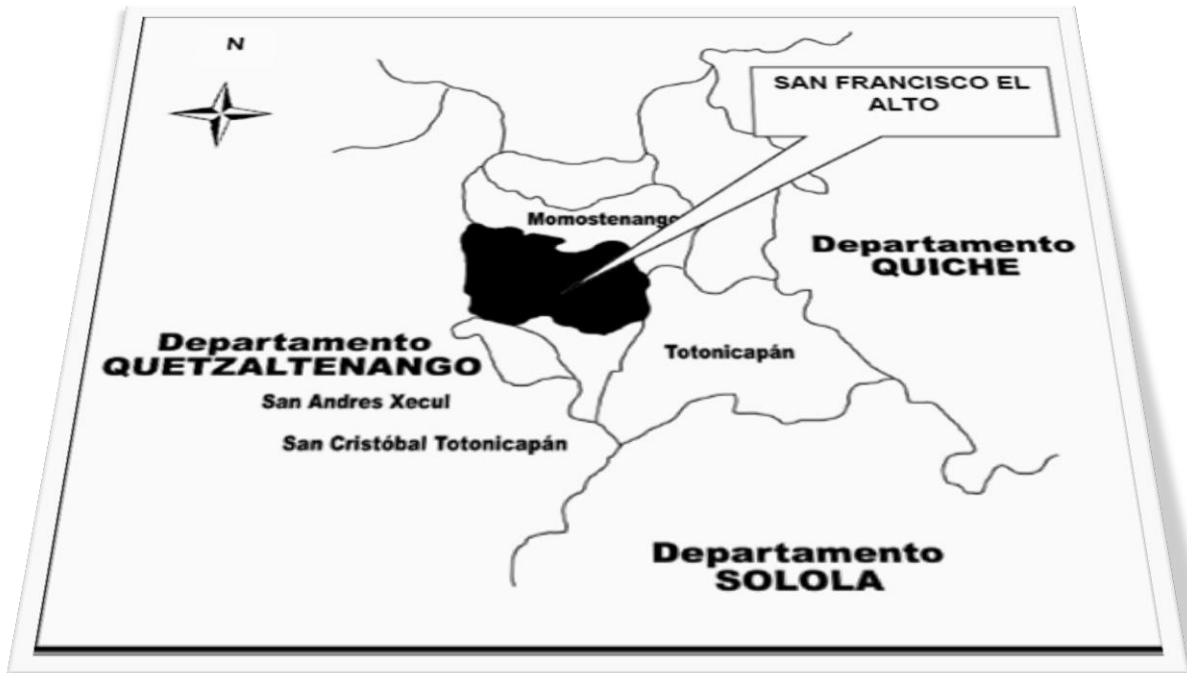 N
SAN FRANCISCO EL
ALTO
Momostenango
Departamento
QUICHE
Departamento
QUETZALTENANGO
Totonicapán
San Andres Xecul
San Cristóbal Totonicapán
Departamento
SOLOLA